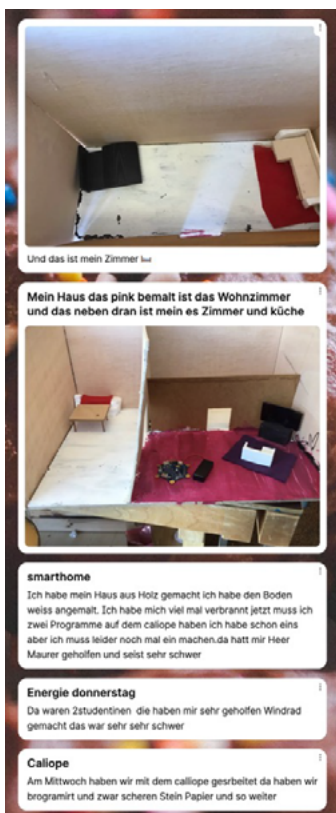 Und das ist mein Zimmer 🛏️
Mein Haus das pink bemalt ist das Wohnzimmer
und das neben dran ist mein es Zimmer und küche
smarthome
Ich habe mein Haus aus Holz gemacht ich habe den Boden
weiss angemalt. Ich habe mich viel mal verbrannt jetzt muss ich
zwei Programme auf dem caliope haben ich habe schon eins
aber ich muss leider noch mal ein machen.da hatt mir Heer
Maurer geholfen und seist sehr schwer
Energie donnerstag
Da waren 2studentinen die haben mir sehr geholfen Windrad
gemacht das war sehr sehr schwer
Caliope
Am Mittwoch haben wir mit dem calliope gesrbeitet da haben wir
brogramirt und zwar scheren Stein Papier und so weiter